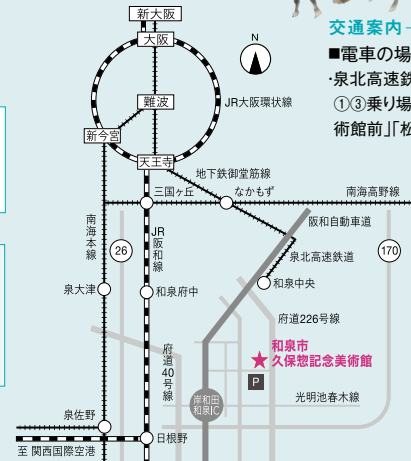 新大阪
交通案内
大阪
N
■電車の場
・泉北高速鉄
難波
JR大阪環状線
①③乗り場
新今宮
術館前」「松
天王寺
地下鉄御堂筋線
三国ヶ丘
なかもず
南海高野線
南海本線
26
JR阪和線
阪和自動車道
170
泉北高速鉄道
和泉中央
泉大津
和泉府中
府道226号線
和泉市
久保惣記念美術館
府道40号線
P
岸和田
和泉IC
光明池春木線
泉佐野
日根野
至 関西国際空港